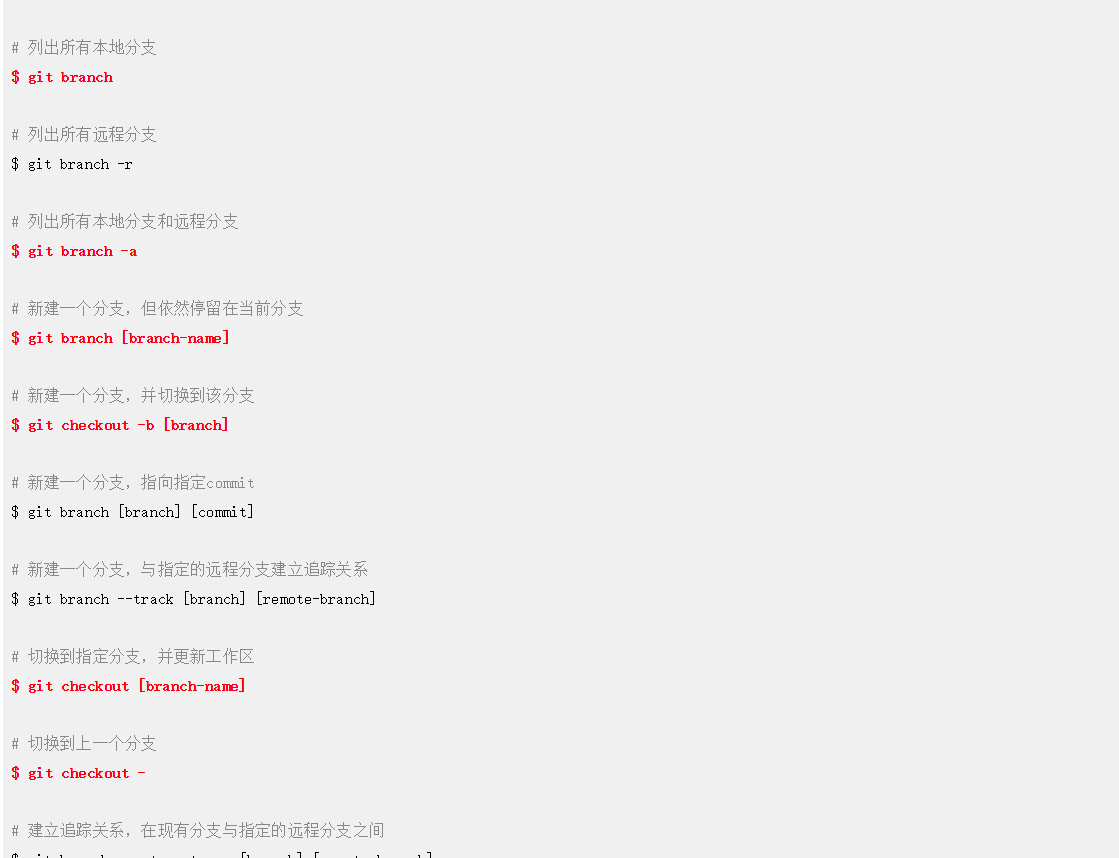 # 列出所有本地分支
$ git branch
# 列出所有远程分支
$ git branch -r
# 列出所有本地分支和远程分支
$ git branch -a
# 新建一个分支，但依然停留在当前分支
$ git branch [branch-name]
# 新建一个分支，并切换到该分支
$ git checkout -b [branch]
# 新建一个分支，指向指定commit
$ git branch [branch] [commit]
# 新建一个分支，与指定的远程分支建立追踪关系
$ git branch --track [branch] [remote-branch]
# 切换到指定分支，并更新工作区
$ git checkout [branch-name]
# 切换到上一个分支
$ git checkout -
# 建立追踪关系，在现有分支与指定的远程分支之间